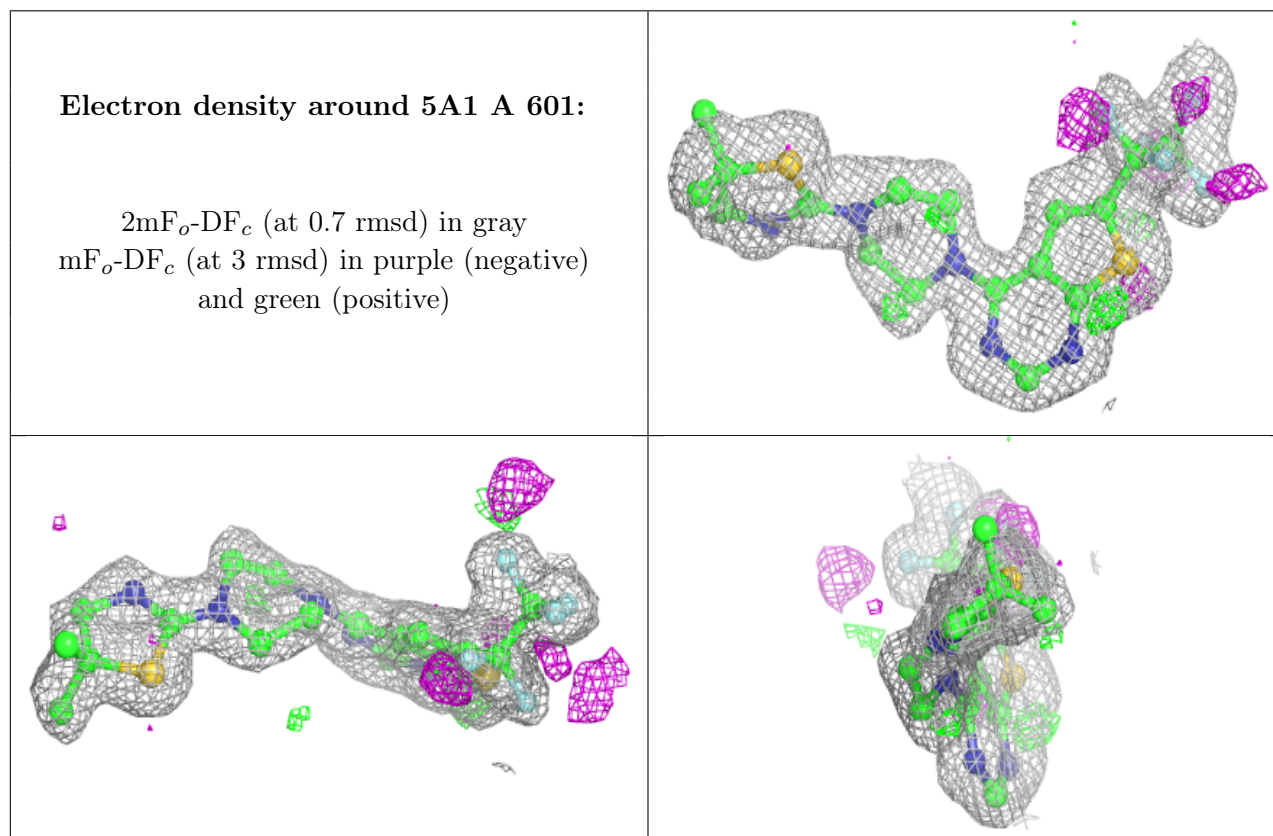 Electron density around 5A1 A 601:
2mFo-DFc (at 0.7 rmsd) in gray
mFo-DFc (at 3 rmsd) in purple (negative)
and green (positive)